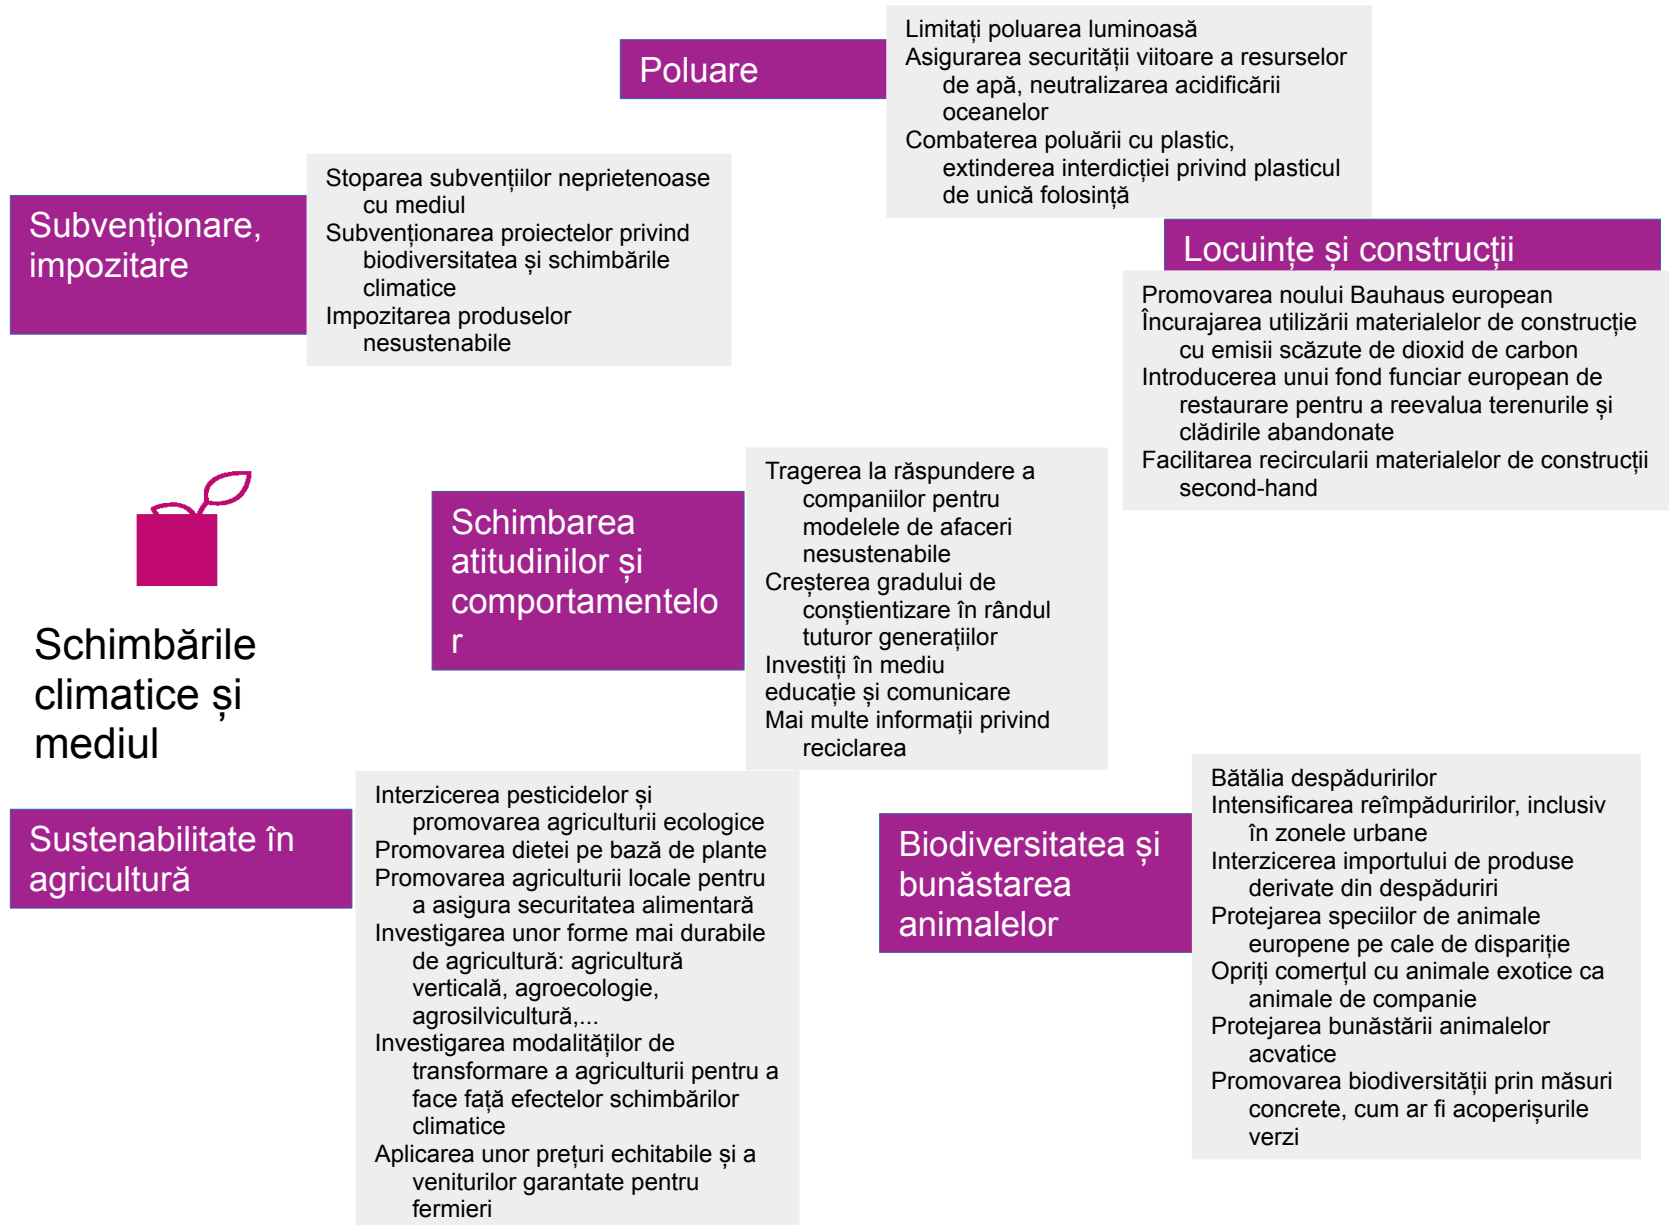 Poluare
Limitați poluarea luminoasă
Asigurarea securității viitoare a resurselor
de apă, neutralizarea acidificării
oceanelor
Combaterea poluării cu plastic,
extinderea interdicției privind plasticul
de unică folosință
Subvenționare,
impozitare
Stoparea subvențiilor neprietenoase
cu mediul
Subvenționarea proiectelor privind
biodiversitatea și schimbările
climatice
Impozitarea produselor
nesustenabile
Locuințe și construcții
Promovarea noului Bauhaus european
Încurajarea utilizării materialelor de construcție
cu emisii scăzute de dioxid de carbon
Introducerea unui fond funciar european de
restaurare pentru a reevalua terenurile și
clădirile abandonate
Facilitarea recircularii materialelor de construcții
second-hand
Schimbările
climatice și
mediul
Schimbarea
atitudinilor și
comportamentelo
r
Tragerea la răspundere a
companiilor pentru
modelele de afaceri
nesustenabile
Creșterea gradului de
conștientizare în rândul
tuturor generațiilor
Investiți în mediu
educație și comunicare
Mai multe informații privind
reciclarea
Sustenabilitate în
agricultură
Interzicerea pesticidelor și
promovarea agriculturii ecologice
Promovarea dietei pe bază de plante
Promovarea agriculturii locale pentru
a asigura securitatea alimentară
Investigarea unor forme mai durabile
de agricultură: agricultură
verticală, agroecologie,
agrosilvicultură,...
Investigarea modalităților de
transformare a agriculturii pentru a
face față efectelor schimbărilor
climatice
Aplicarea unor prețuri echitabile și a
veniturilor garantate pentru
fermieri
Biodiversitatea și
bunăstarea
animalelor
Bătălia despăduririlor
Intensificarea reîmpăduririlor, inclusiv
în zonele urbane
Interzicerea importului de produse
derivate din despăduriri
Protejarea speciilor de animale
europene pe cale de dispariție
Opriți comerțul cu animale exotice ca
animale de companie
Protejarea bunăstării animalelor
acvatice
Promovarea biodiversității prin măsuri
concrete, cum ar fi acoperișurile
verzi